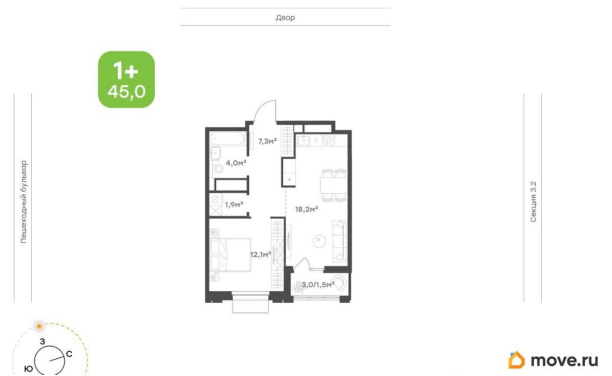 Двор
1+
45,0
7,3м²
4,0м²
1,9м²
18,2м²
12,1м²
3,0/1,5м²
Пешеходный бульвар
Секция 3.2
З
С
Ю
move.ru